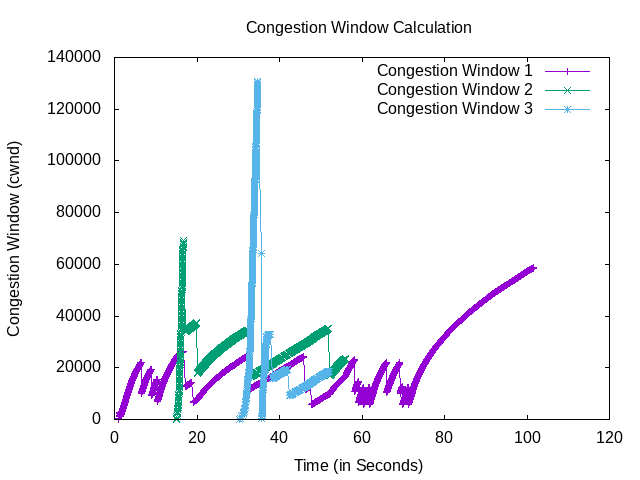 Congestion Window Calculation
140000
120000
100000
80000
60000
40000
20000
0
Congestion Window (cwnd)
Congestion Window 1
Congestion Window 2
Congestion Window 3
0 20 40 60 80 100 120
Time (in Seconds)